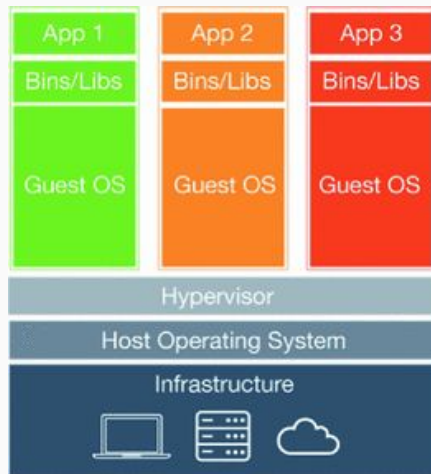 App 1
App 2
App 3
Bins/Libs
Bins/Libs
Bins/Libs
Guest OS
Guest OS
Guest OS
Hypervisor
Host Operating System
Infrastructure